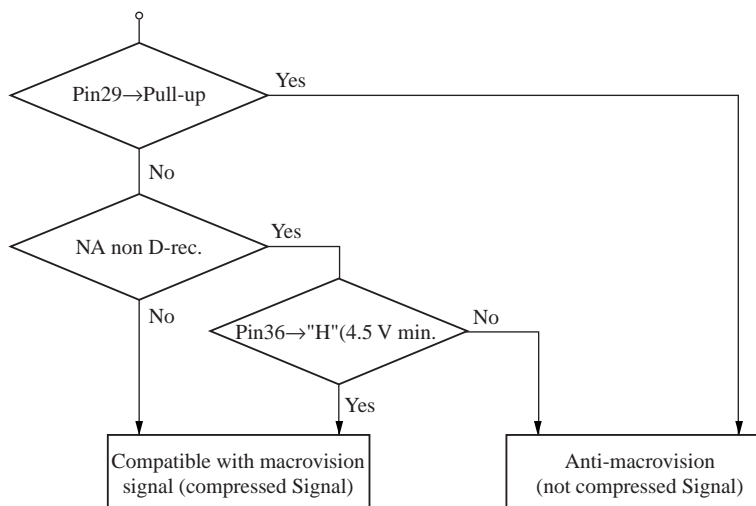 Pin29→Pull-up
Yes
No
NA non D-rec.
Yes
No
Pin36→"H"(4.5 V min.
No
Yes
Compatible with macrovision
signal (compressed Signal)
Anti-macrovision
(not compressed Signal)